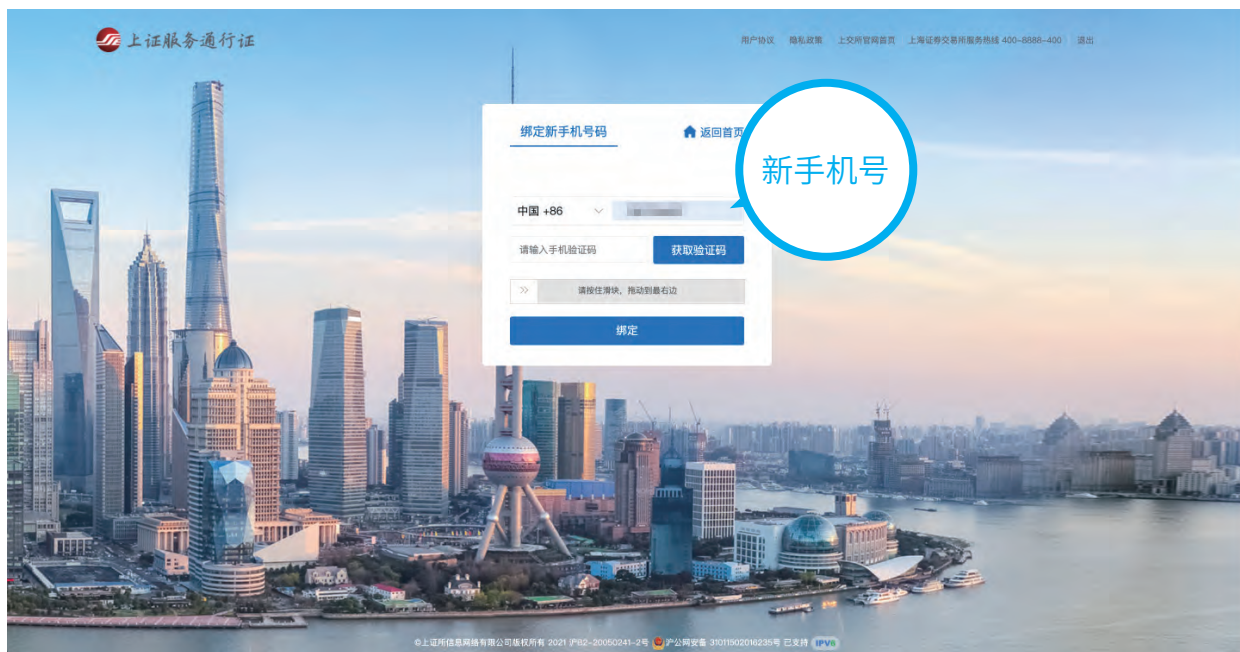 上证服务通行证
用户协议 隐私政策 上交所官网首页 上海证券交易所服务热线 400-8888-400 退出
绑定新手机号码 返回首页
新手机号
中国 +86
请输入手机验证码 获取验证码
请按住滑块，拖动到最右边
绑定
©上证所信息网络有限公司版权所有 2021 沪B2-20050241-2号 沪公网安备 31011502016235号 已支持 IPV6